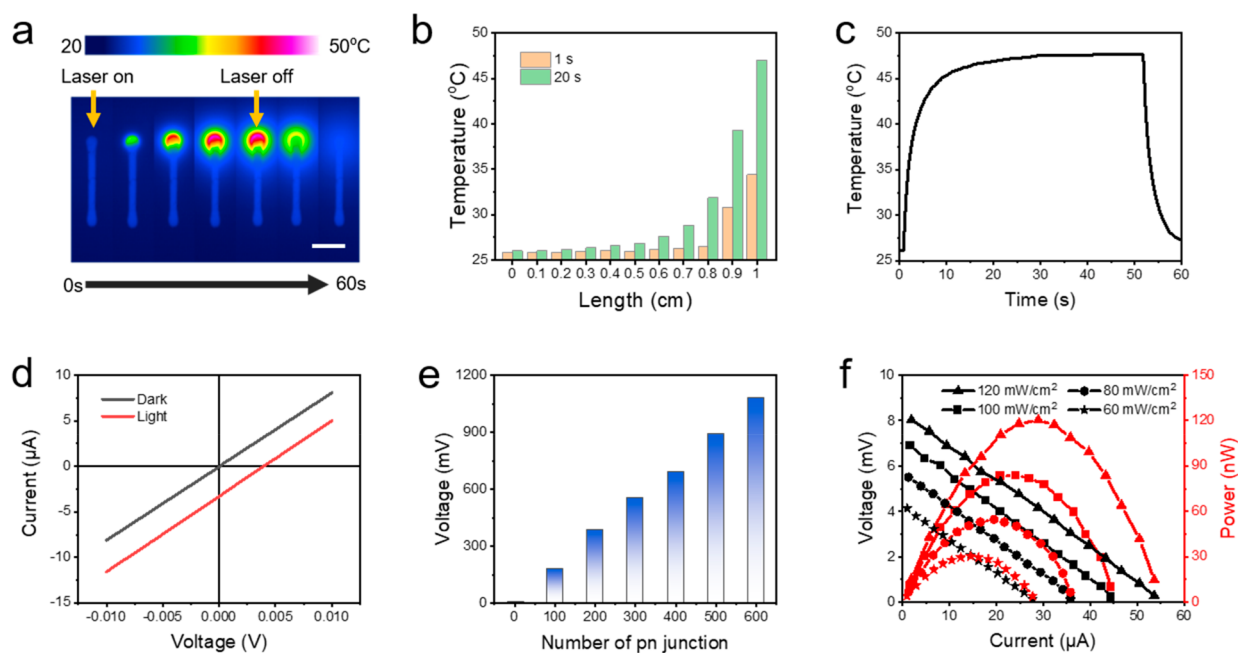 a
20
50°C
Laser on
Laser off
0s
60s
b
1 s
20 s
Temperature (°C)
50
45
40
35
30
25
0 0.1 0.2 0.3 0.4 0.5 0.6 0.7 0.8 0.9 1
Length (cm)
c
Temperature (°C)
50
45
40
35
30
25
0 10 20 30 40 50 60
Time (s)
d
Dark
Light
Current (μA)
10
5
0
-5
-10
-15
-0.010 -0.005 0.000 0.005 0.010
Voltage (V)
e
Voltage (mV)
1200
900
600
300
0
0 100 200 300 400 500 600
Number of pn junction
f
120 mW/cm² 80 mW/cm²
100 mW/cm² 60 mW/cm²
Voltage (mV)
10
8
6
4
2
0
Power (nW)
150
120
90
60
30
0
0 10 20 30 40 50 60
Current (μA)